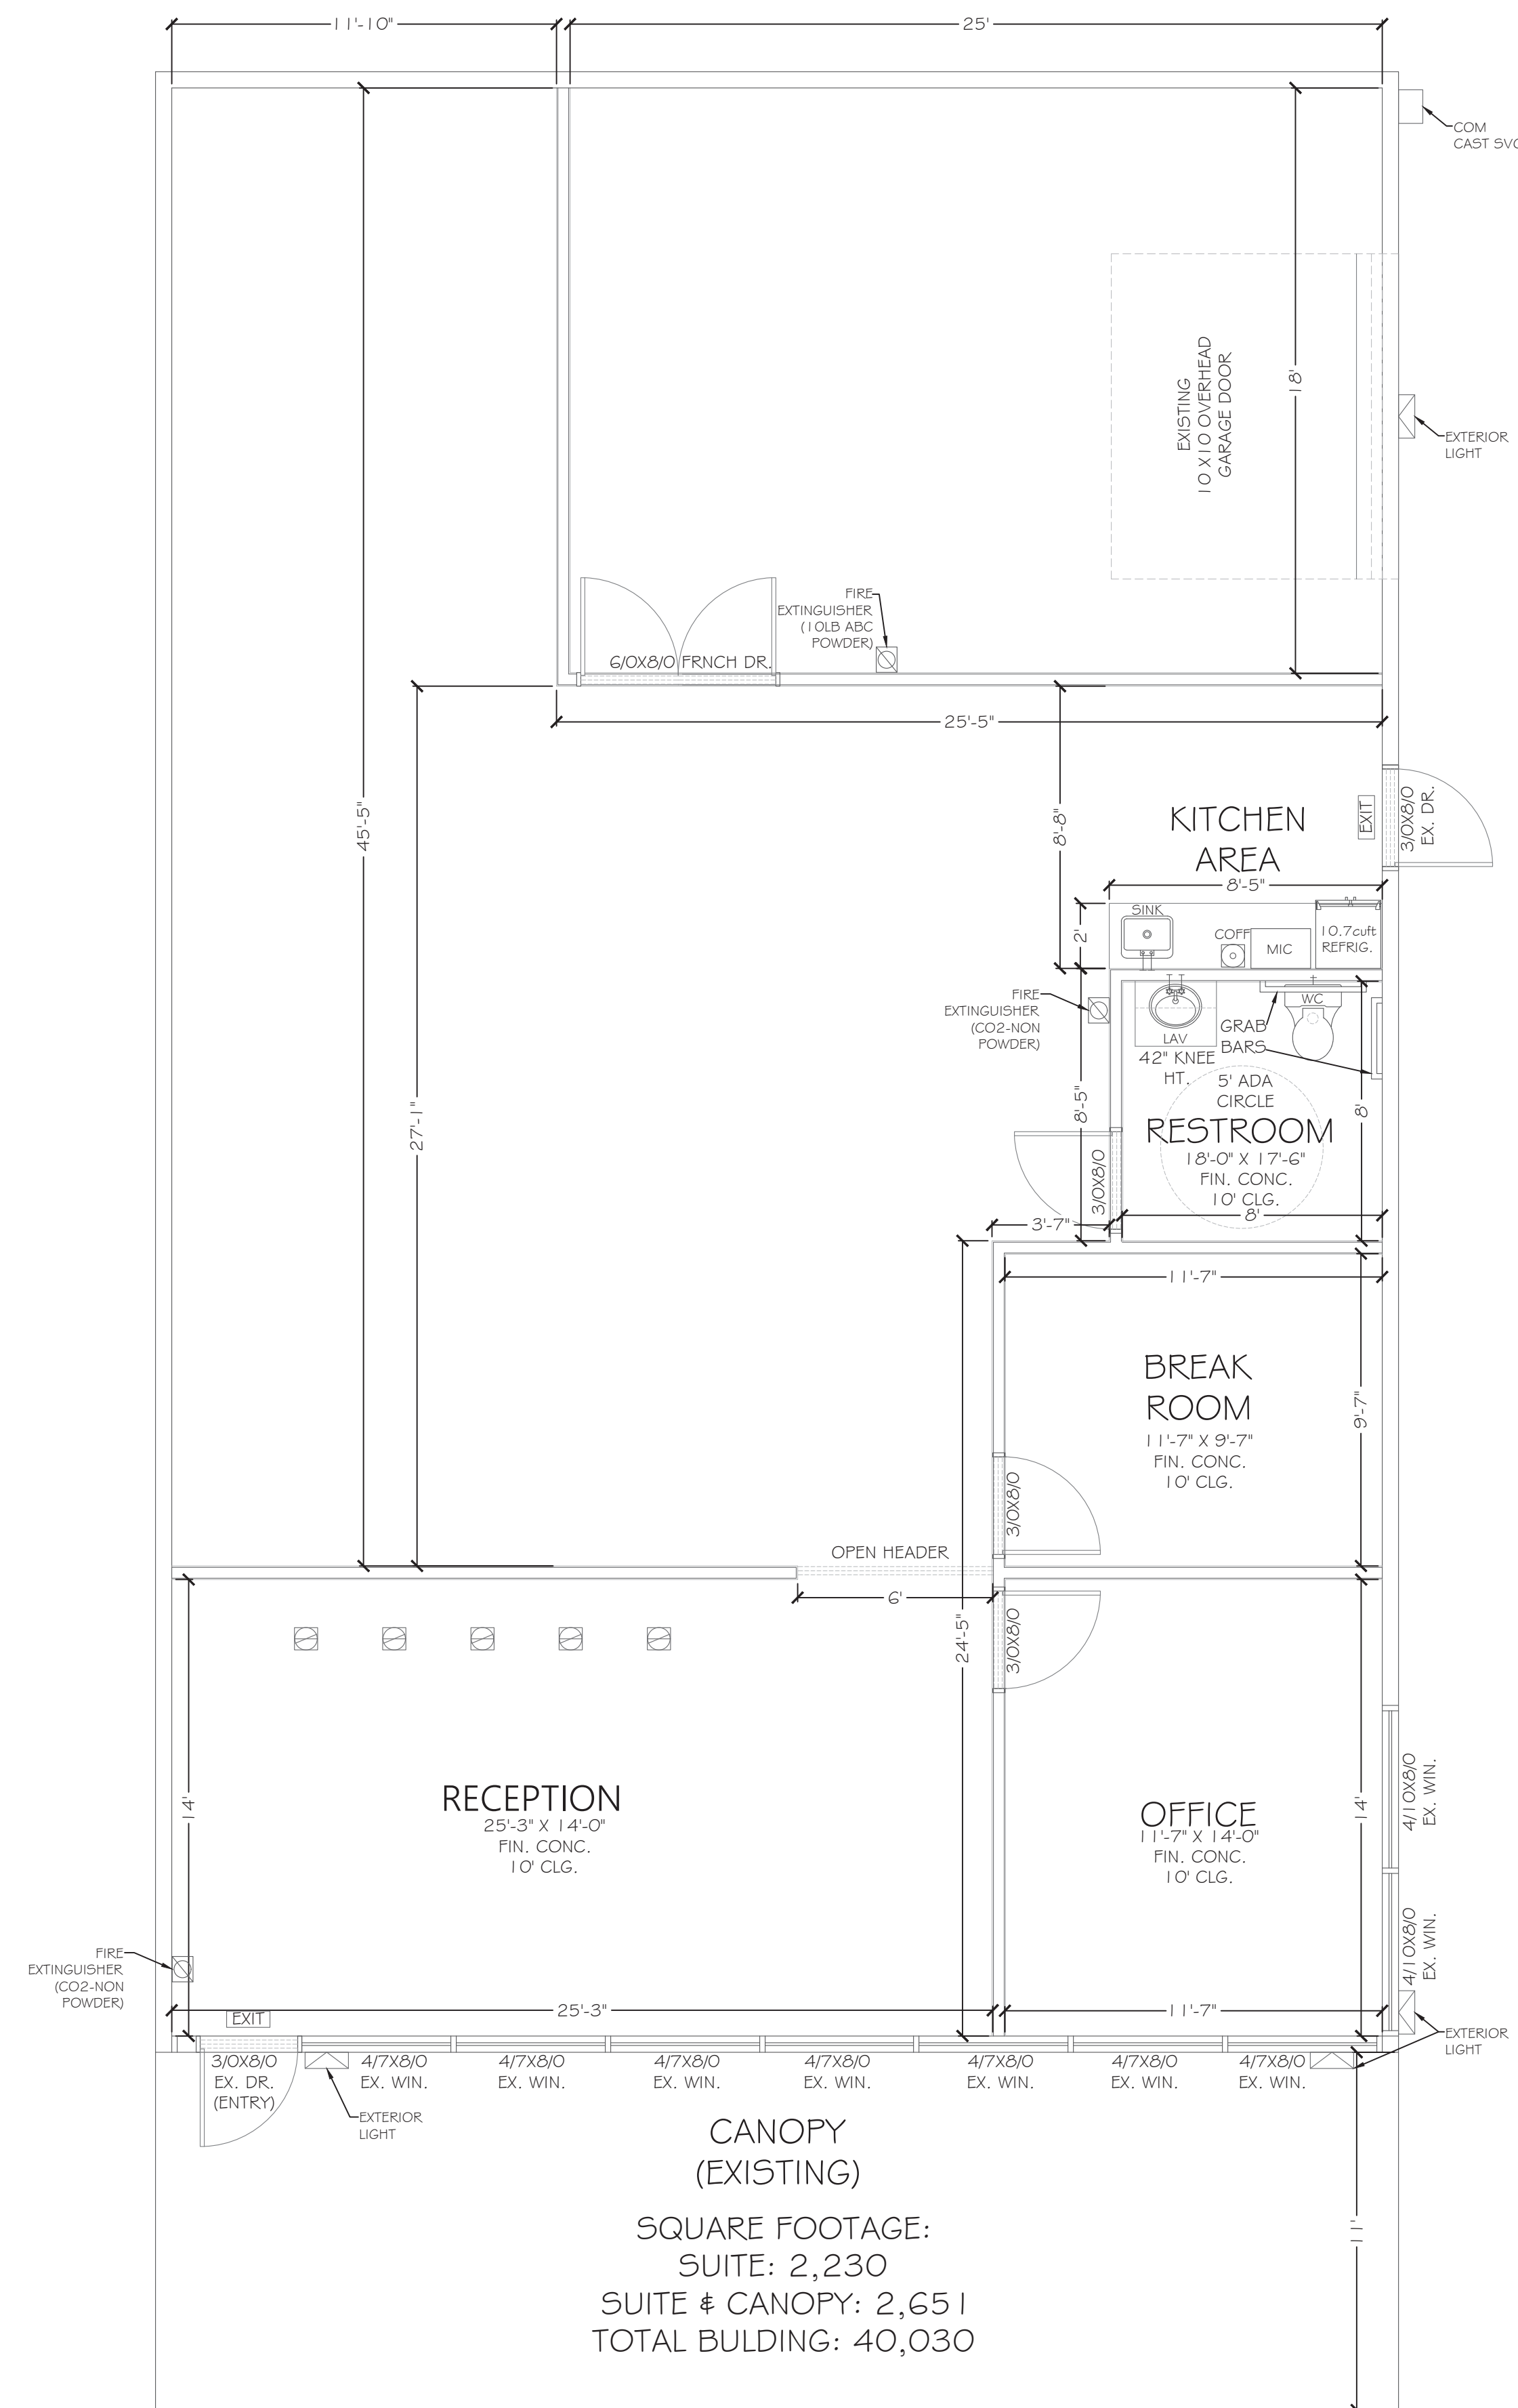 11'-10"
25'
COM
CAST SVC
18'
EXISTING
10 X10 OVERHEAD
GARAGE DOOR
EXTERIOR
LIGHT
FIRE
EXTINGUISHER
(10LB ABC
POWDER)
6/0X8/0 FRNCH DR.
25'-5"
45'-5"
8'-8"
KITCHEN
AREA
EXIT
3/0X8/0
EX. DR.
8'-5"
SINK
2'
COFF
MIC
10.7cuft
REFRIG.
FIRE
EXTINGUISHER
(CO2-NON
POWDER)
WC
LAV
GRAB
BARS
42" KNEE
HT.
5' ADA
CIRCLE
27'-1"
8'-5"
8'
RESTROOM
18'-0" X 17'-6"
FIN. CONC.
10' CLG.
3/0X8/0
8'
3'-7"
11'-7"
BREAK
ROOM
11'-7" X 9'-7"
FIN. CONC.
10' CLG.
9'-7"
3/0X8/0
OPEN HEADER
6'
24'-5"
3/0X8/0
14'
RECEPTION
25'-3" X 14'-0"
FIN. CONC.
10' CLG.
OFFICE
11'-7" X 14'-0"
FIN. CONC.
10' CLG.
14'
4/10X8/0
EX. WIN.
4/10X8/0
EX. WIN.
FIRE
EXTINGUISHER
(CO2-NON
POWDER)
EXIT
25'-3"
11'-7"
EXTERIOR
LIGHT
3/0X8/0
EX. DR.
(ENTRY)
4/7X8/0
EX. WIN.
4/7X8/0
EX. WIN.
4/7X8/0
EX. WIN.
4/7X8/0
EX. WIN.
4/7X8/0
EX. WIN.
4/7X8/0
EX. WIN.
4/7X8/0
EX. WIN.
EXTERIOR
LIGHT
CANOPY
(EXISTING)
11'
SQUARE FOOTAGE:
SUITE: 2,230
SUITE & CANOPY: 2,651
TOTAL BULDING: 40,030